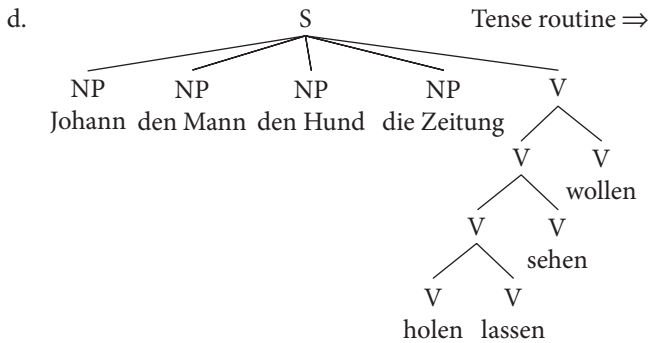 d. S Tense routine ⇒
NP NP NP NP V
Johann den Mann den Hund die Zeitung
V V
wollen
V V
sehen
V V
holen lassen